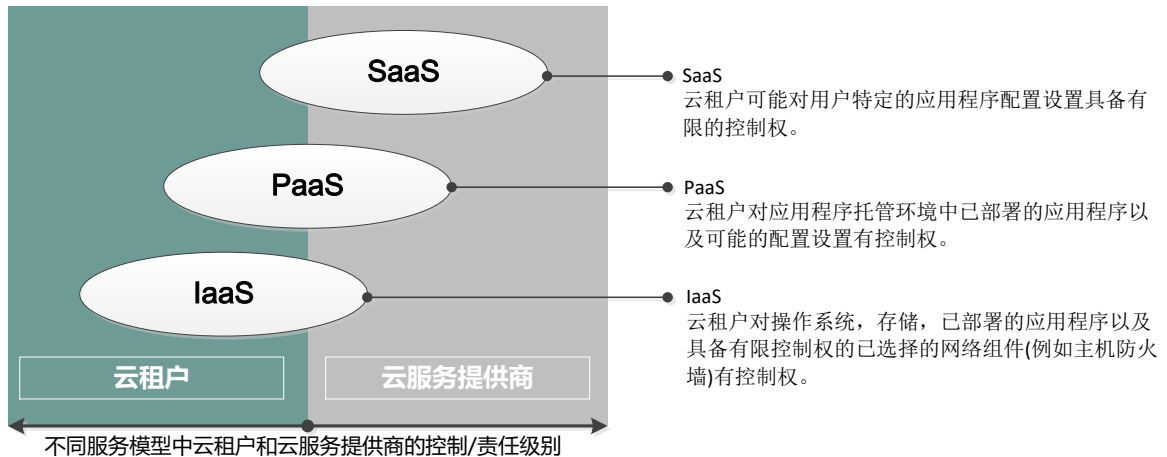 SaaS
PaaS
IaaS
云租户
云服务提供商
不同服务模型中云租户和云服务提供商的控制/责任级别
SaaS
云租户可能对用户特定的应用程序配置设置具备有
限的控制权。
PaaS
云租户对应用程序托管环境中已部署的应用程序以
及可能的配置设置有控制权。
IaaS
云租户对操作系统，存储，已部署的应用程序以及
具备有限控制权的已选择的网络组件(例如主机防火
墙)有控制权。